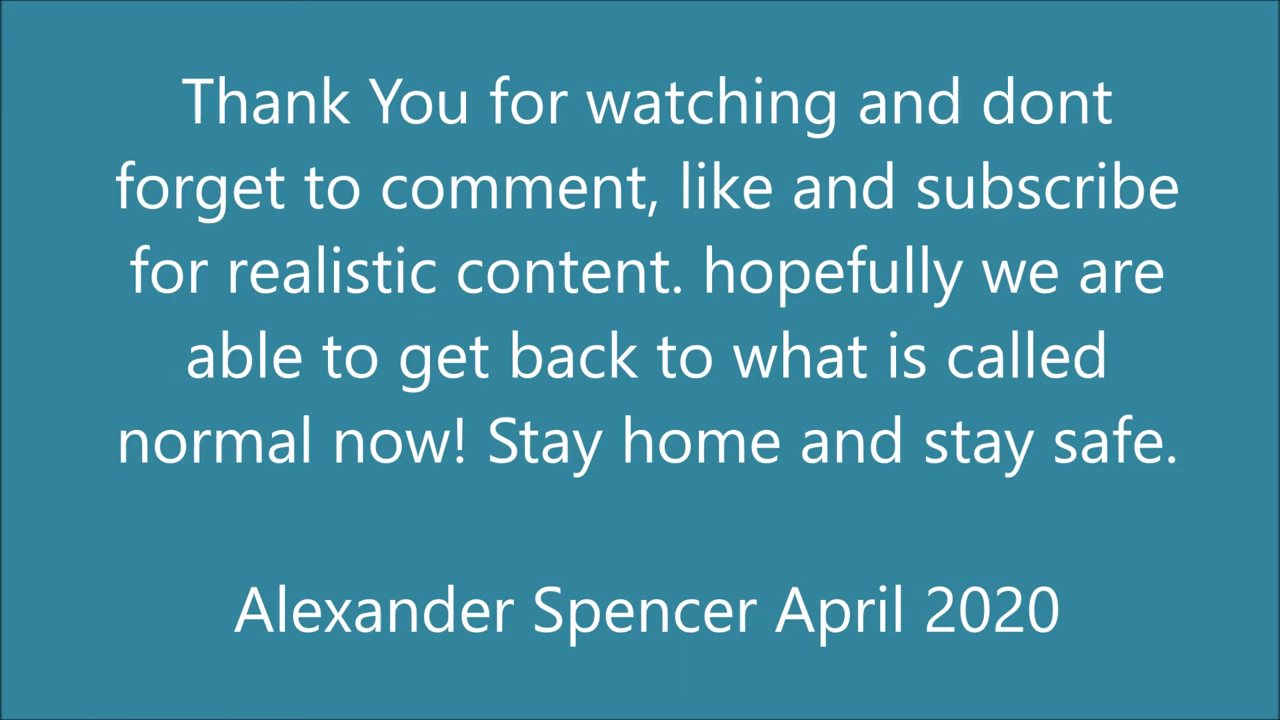 Thank You for watching and dont
forget to comment, like and subscribe
for realistic content. hopefully we are
able to get back to what is called
normal now! Stay home and stay safe.
Alexander Spencer April 2020